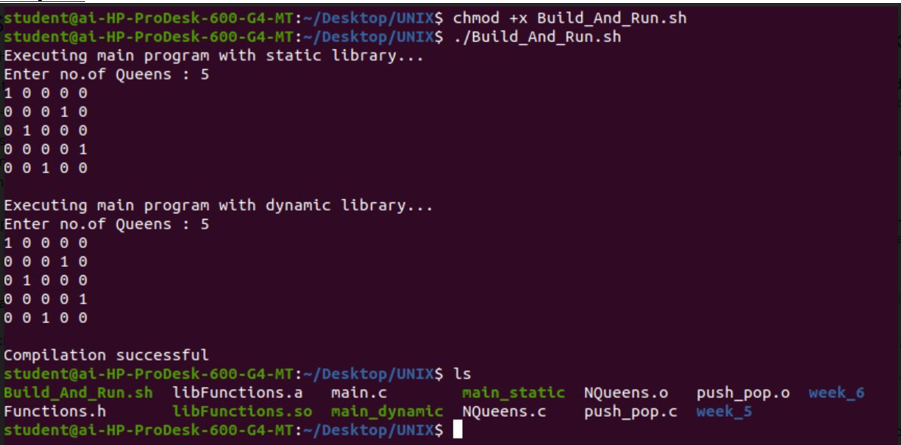 student@ai-HP-ProDesk-600-G4-MT:~/Desktop/UNIX$ chmod +x Build_And_Run.sh
student@ai-HP-ProDesk-600-G4-MT:~/Desktop/UNIX$ ./Build_And_Run.sh
Executing main program with static library...
Enter no.of Queens : 5
1 0 0 0 0
0 0 0 1 0
0 1 0 0 0
0 0 0 0 1
0 0 1 0 0
Executing main program with dynamic library...
Enter no.of Queens : 5
1 0 0 0 0
0 0 0 1 0
0 1 0 0 0
0 0 0 0 1
0 0 1 0 0
Compilation successful
student@ai-HP-ProDesk-600-G4-MT:~/Desktop/UNIX$ ls
Build_And_Run.sh libFunctions.a main.c main_static NQueens.o push_pop.o week_6
Functions.h libFunctions.so main_dynamic NQueens.c push_pop.c week_5
student@ai-HP-ProDesk-600-G4-MT:~/Desktop/UNIX$